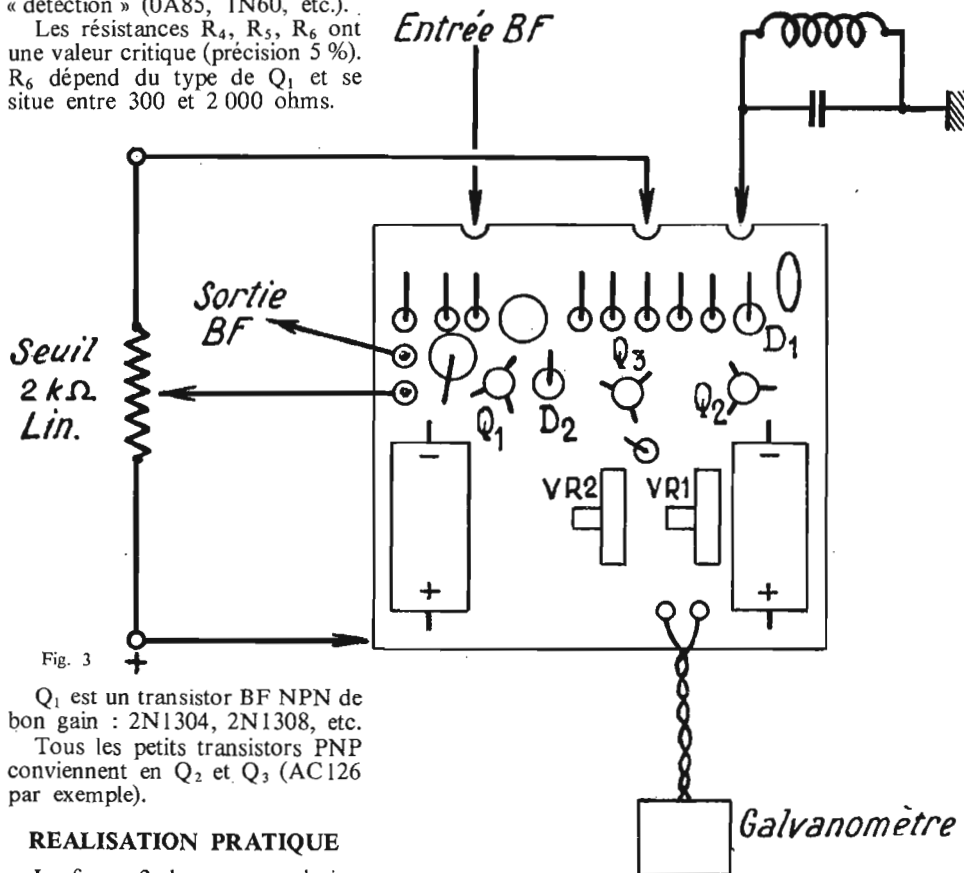 « détection » (0A85, 1N60, etc.).
Les résistances R₄, R₅, R₆ ont
une valeur critique (précision 5 %).
R₆ dépend du type de Q₁ et se
situe entre 300 et 2 000 ohms.
Entrée BF
Sortie
BF
Seuil
2 kΩ
Lin.
Q₁
D₂
Q₃
Q₂
D₁
VR2
VR1
−
+
−
+
Fig. 3
+
Q₁ est un transistor BF NPN de
bon gain : 2N1304, 2N1308, etc.
Tous les petits transistors PNP
conviennent en Q₂ et Q₃ (AC126
par exemple).
REALISATION PRATIQUE
Galvanomètre